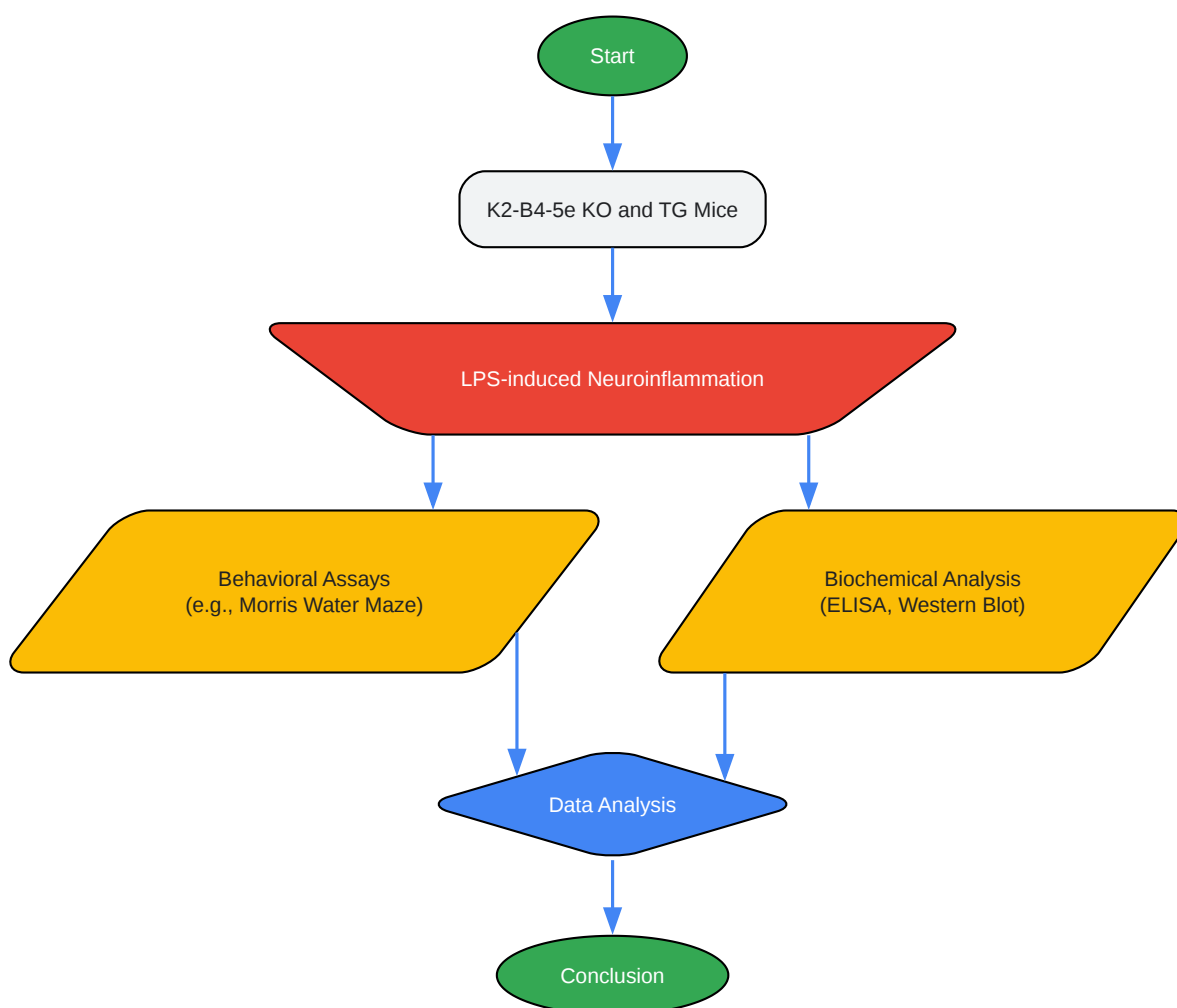 Start
K2-B4-5e KO and TG Mice
LPS-induced Neuroinflammation
Behavioral Assays
(e.g., Morris Water Maze)
Biochemical Analysis
(ELISA, Western Blot)
Data Analysis
Conclusion